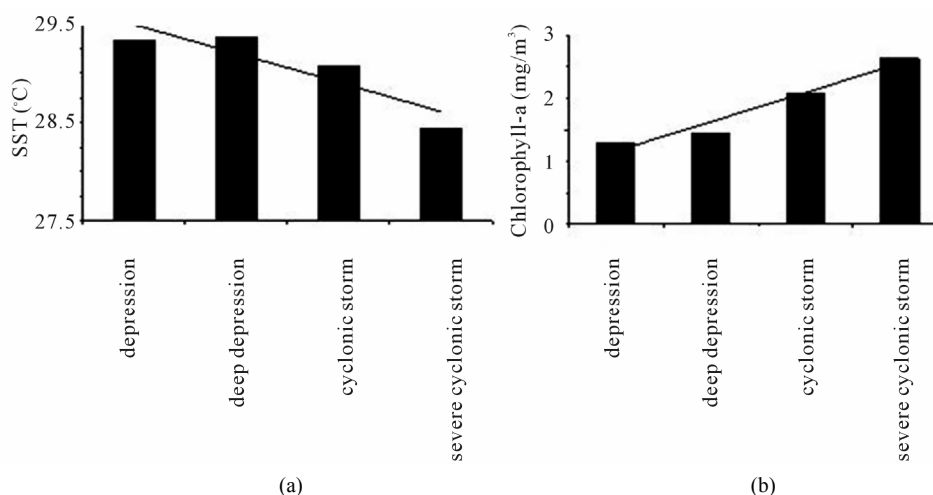 29.5
28.5
27.5
SST (°C)
depression
deep depression
cyclonic storm
severe cyclonic storm
(a)
3
2
1
0
Chlorophyll-a (mg/m³)
depression
deep depression
cyclonic storm
severe cyclonic storm
(b)